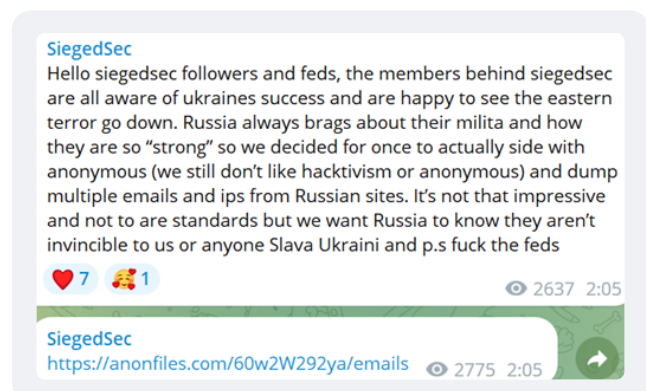 SiegedSec
Hello siegedsec followers and feds, the members behind siegedsec
are all aware of ukraines success and are happy to see the eastern
terror go down. Russia always brags about their milita and how
they are so “strong” so we decided for once to actually side with
anonymous (we still don’t like hacktivism or anonymous) and dump
multiple emails and ips from Russian sites. It’s not that impressive
and not to are standards but we want Russia to know they aren’t
invincible to us or anyone Slava Ukraini and p.s fuck the feds
7 1
2637 2:05
SiegedSec
https://anonfiles.com/60w2W292ya/emails 2775 2:05